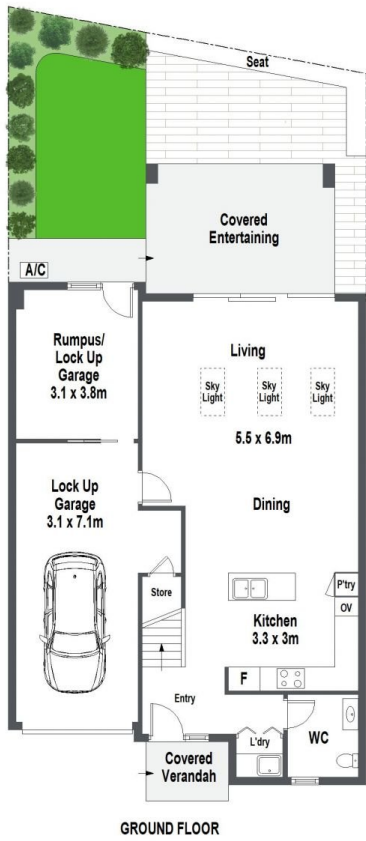 Seat
Covered
Entertaining
A/C
Rumpus/
Lock Up
Garage
3.1 x 3.8m
Living
Sky
Light
Sky
Light
Sky
Light
5.5 x 6.9m
Lock Up
Garage
3.1 x 7.1m
Dining
P'try
OV
Store
Kitchen
3.3 x 3m
F
Entry
L'dry
WC
Covered
Verandah
GROUND FLOOR